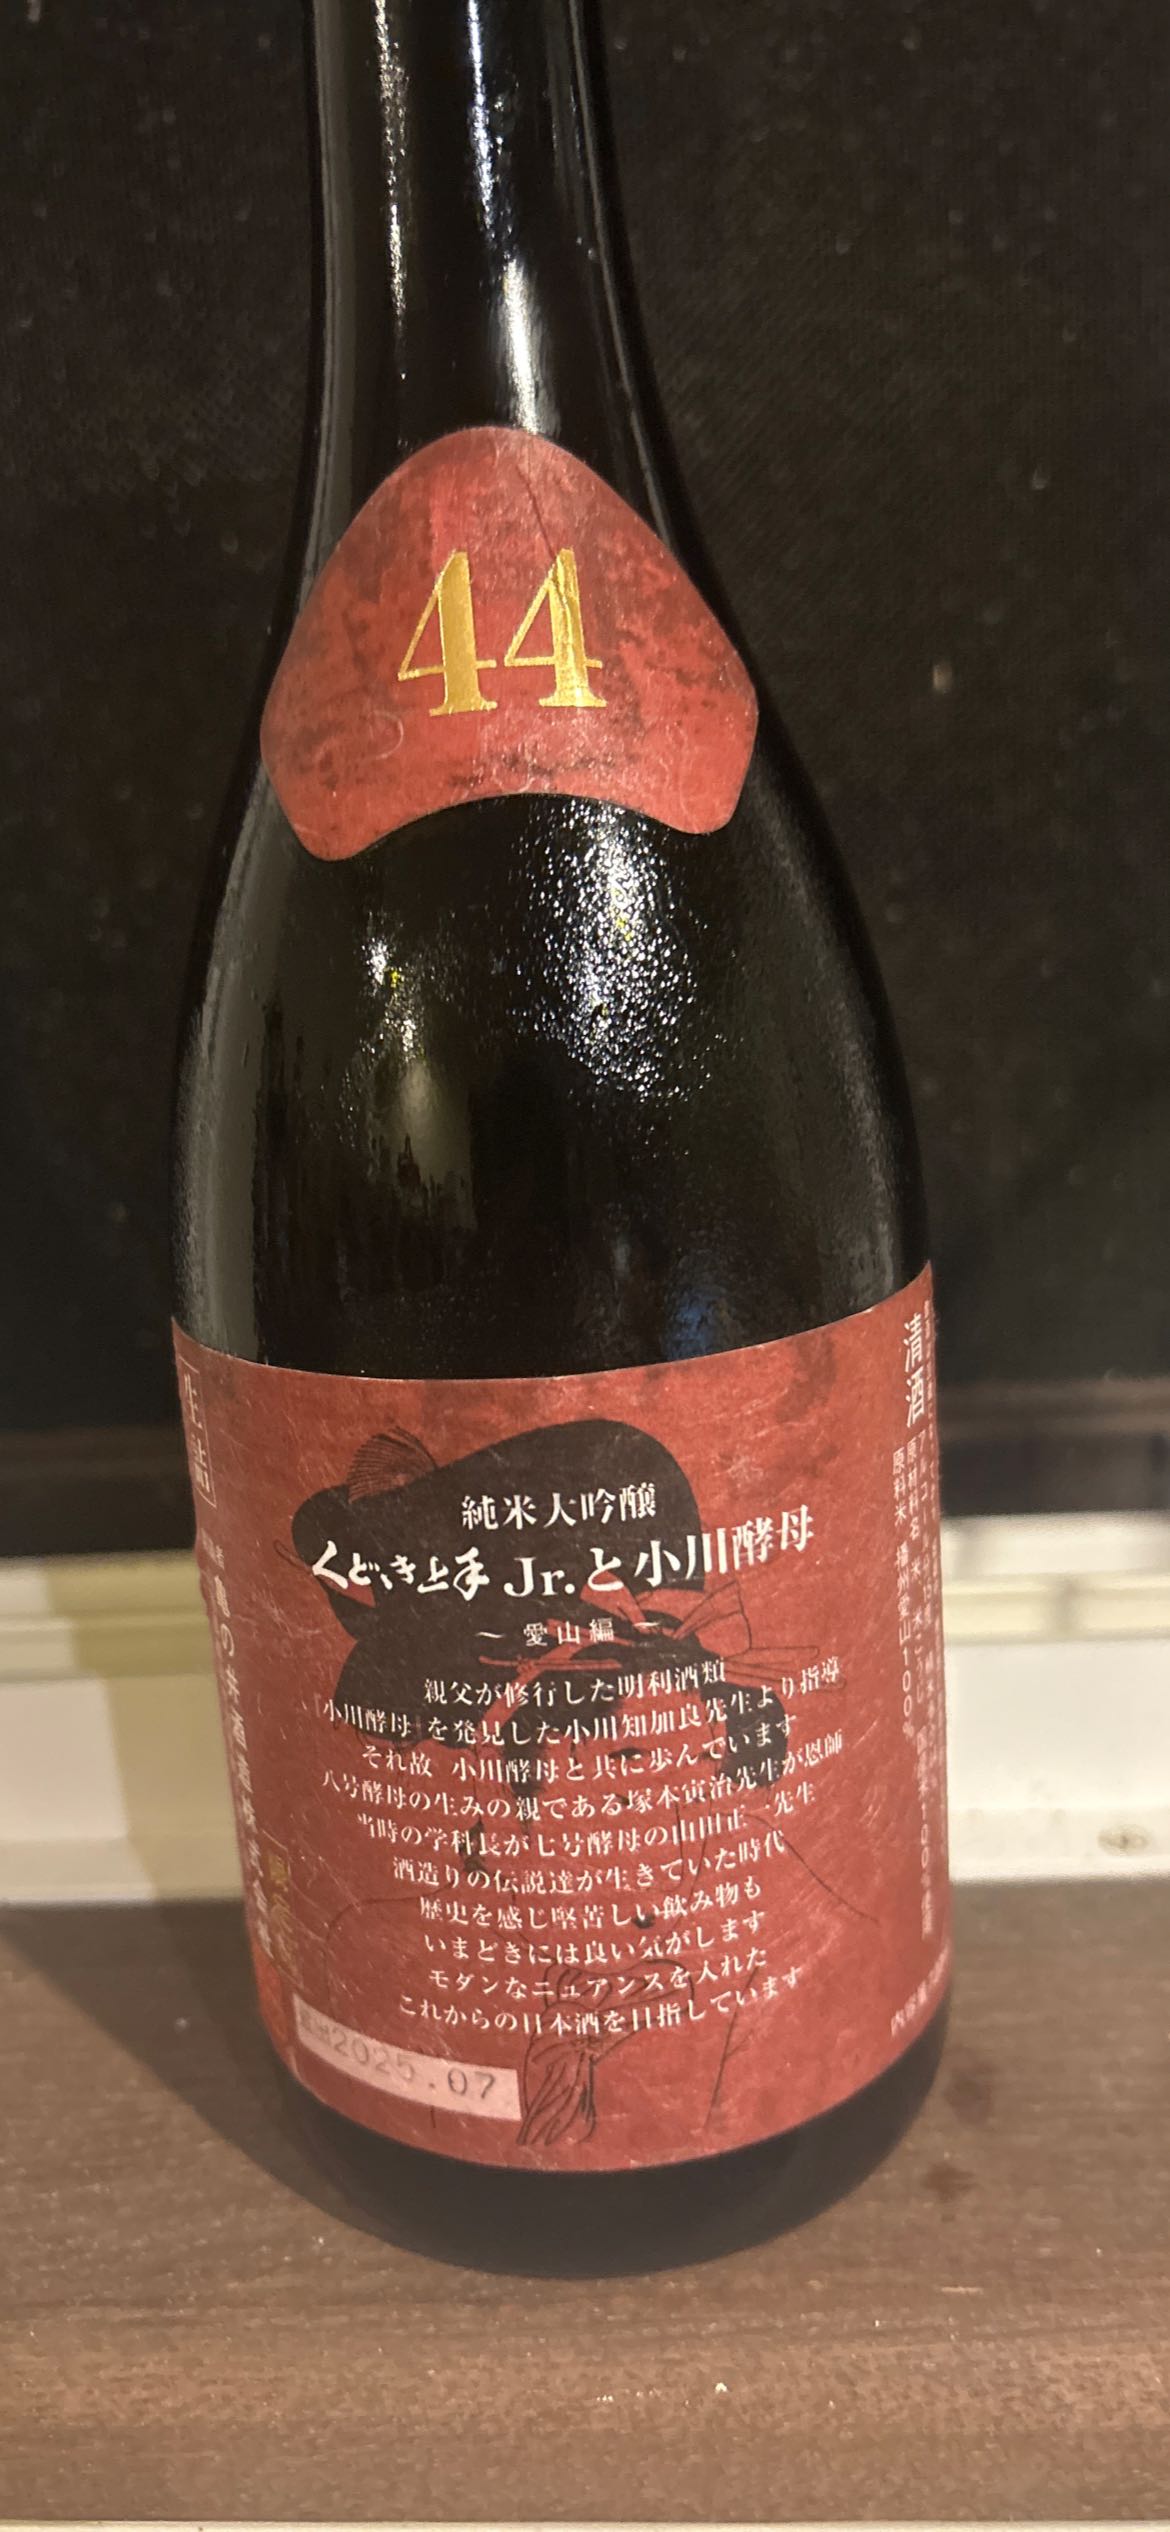 44
純米大吟醸
くどき上手 Jr.と小川酵母
〜 愛山編 〜
親父が修行した明利酒類
「小川酵母」を発見した小川知加良先生より指導
それ故 小川酵母と共に歩んでいます
八号酵母の生みの親である塚本寅治先生が恩師
当時の学科長が七号酵母の山田正一先生
酒造りの伝説達が生きていた時代
歴史を感じ堅苦しい飲み物も
いまどきには良い気がします
モダンなニュアンスを入れた
これからの日本酒を目指しています
2025.07
生詰
亀の井酒造株式会社
清酒
原材料名 米
原料米 播州愛山100%